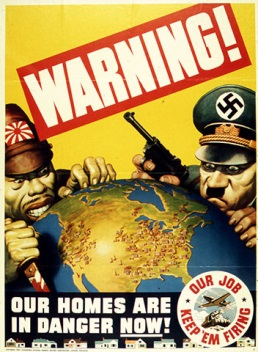 WARNING!
OUR HOMES ARE
IN DANGER NOW!
OUR JOB
KEEP 'EM FIRING